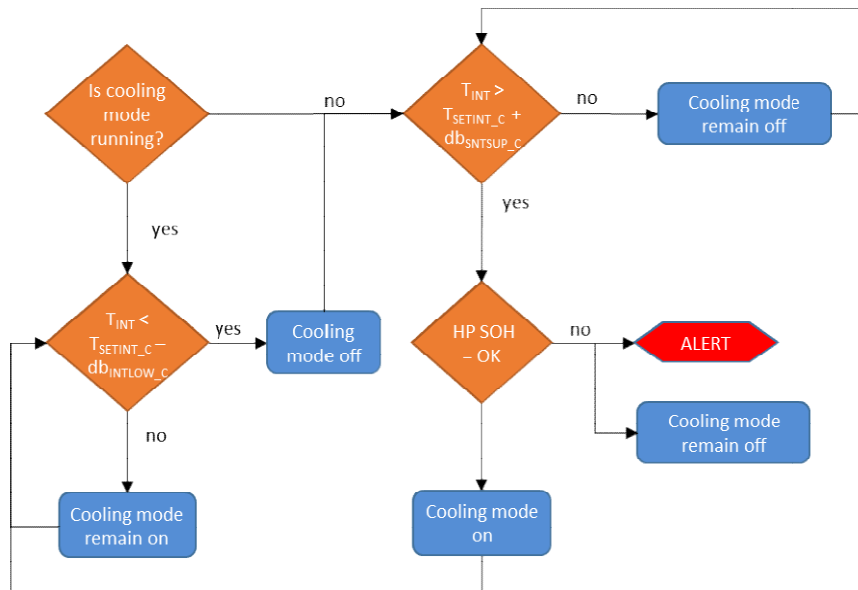 Is cooling
mode
running?
no
T_INT >
T_SETINT_C +
db_SNTSUP_C
no
Cooling mode
remain off
yes
yes
T_INT <
T_SETINT_C –
db_INTLOW_C
yes
Cooling
mode off
HP SOH
– OK
no
ALERT
Cooling mode
remain off
no
Cooling mode
remain on
Cooling mode
on